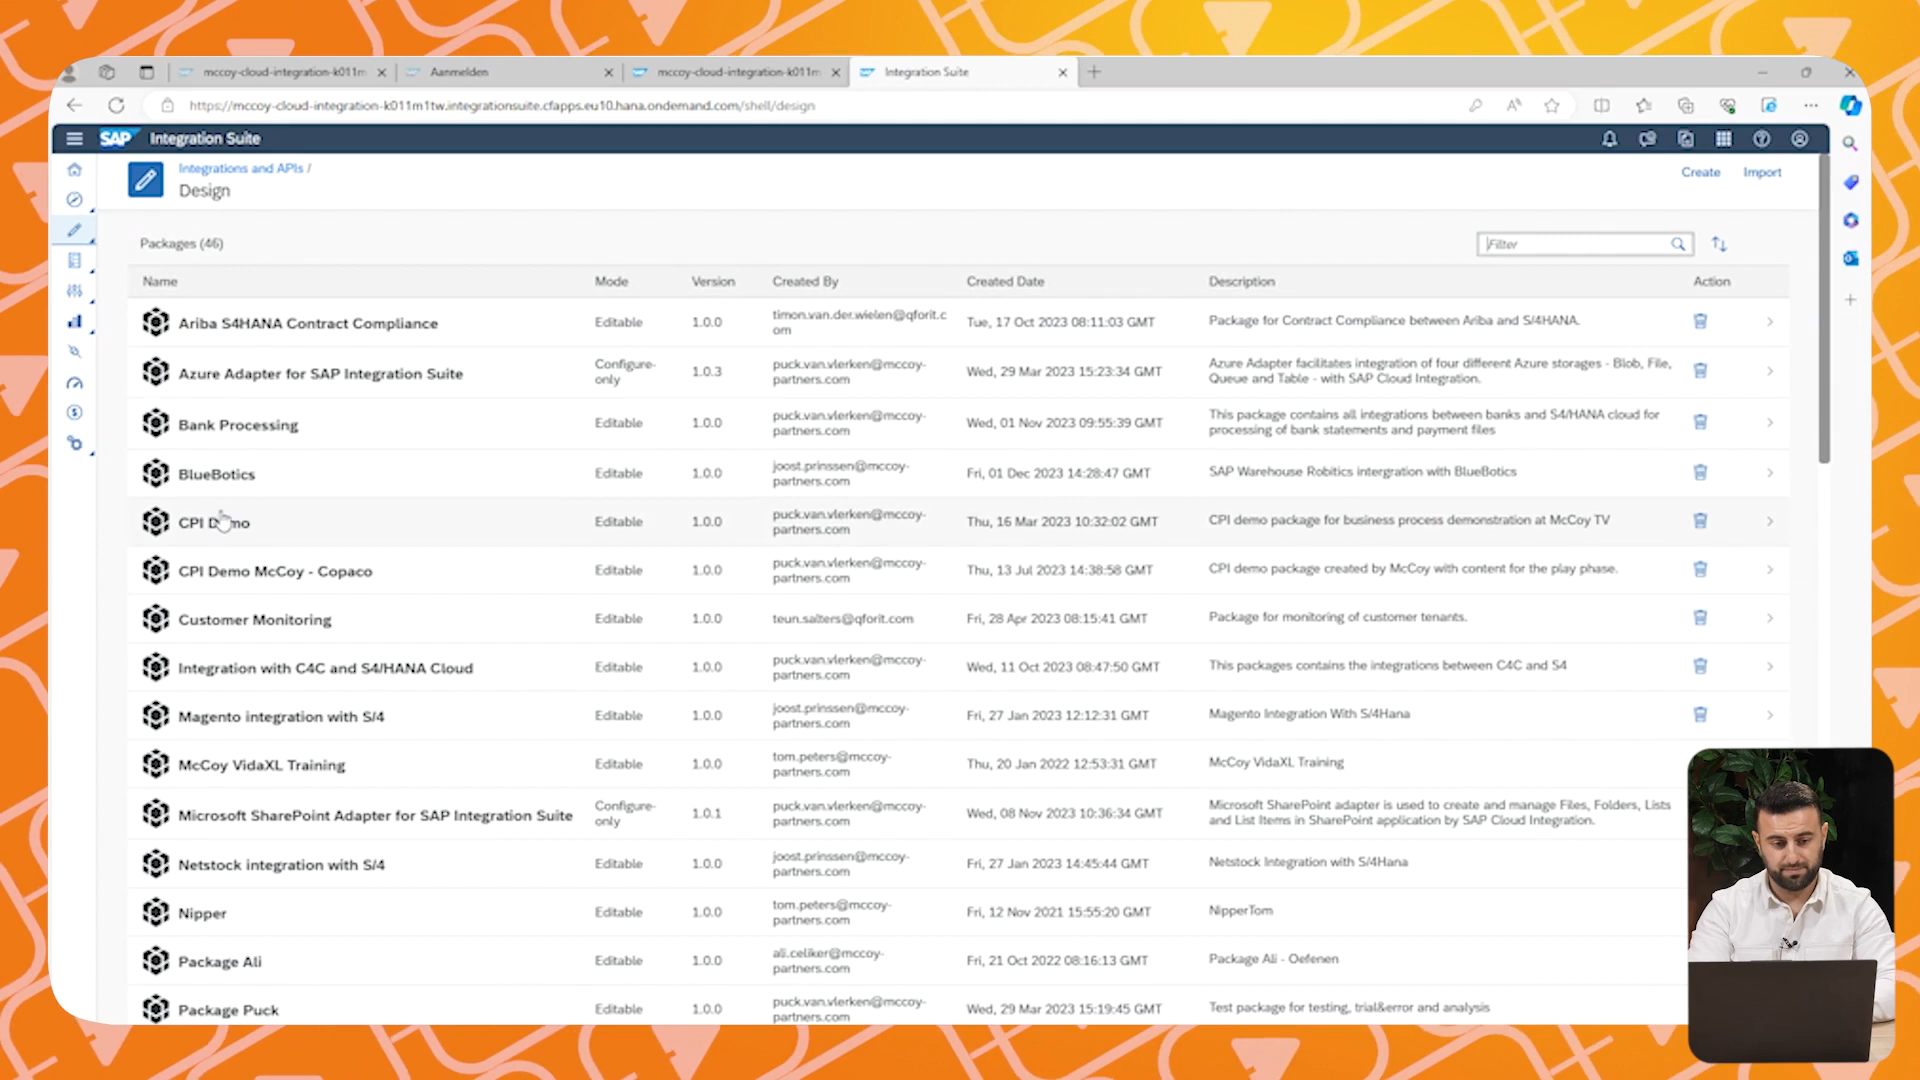 mccoy-cloud-integration-k011m
Aanmelden
mccoy-cloud-integration-k011m
Integration Suite
https://mccoy-cloud-integration-k011m1tw.integrationsuite.cfapps.eu10.hana.ondemand.com/shell/design
SAP Integration Suite
Integrations and APIs /
Design
Create Import
Packages (46)
Filter
Name Mode Version Created By Created Date Description Action
Ariba S4HANA Contract Compliance Editable 1.0.0 timon.van.der.wielen@qforit.c
om Tue, 17 Oct 2023 08:11:03 GMT Package for Contract Compliance between Ariba and S/4HANA.
Azure Adapter for SAP Integration Suite Configure-
only 1.0.3 puck.van.vlerken@mccoy-
partners.com Wed, 29 Mar 2023 15:23:34 GMT Azure Adapter facilitates integration of four different Azure storages - Blob, File,
Queue and Table - with SAP Cloud Integration.
Bank Processing Editable 1.0.0 puck.van.vlerken@mccoy-
partners.com Wed, 01 Nov 2023 09:55:39 GMT This package contains all integrations between banks and S4/HANA cloud for
processing of bank statements and payment files
BlueBotics Editable 1.0.0 joost.prinssen@mccoy-
partners.com Fri, 01 Dec 2023 14:28:47 GMT SAP Warehouse Robitics intergration with BlueBotics
CPI Demo Editable 1.0.0 puck.van.vlerken@mccoy-
partners.com Thu, 16 Mar 2023 10:32:02 GMT CPI demo package for business process demonstration at McCoy TV
CPI Demo McCoy - Copaco Editable 1.0.0 puck.van.vlerken@mccoy-
partners.com Thu, 13 Jul 2023 14:38:58 GMT CPI demo package created by McCoy with content for the play phase.
Customer Monitoring Editable 1.0.0 teun.salters@qforit.com Fri, 28 Apr 2023 08:15:41 GMT Package for monitoring of customer tenants.
Integration with C4C and S4/HANA Cloud Editable 1.0.0 puck.van.vlerken@mccoy-
partners.com Wed, 11 Oct 2023 08:47:50 GMT This packages contains the integrations between C4C and S4
Magento integration with S/4 Editable 1.0.0 joost.prinssen@mccoy-
partners.com Fri, 27 Jan 2023 12:12:31 GMT Magento Integration With S/4Hana
McCoy VidaXL Training Editable 1.0.0 tom.peters@mccoy-
partners.com Thu, 20 Jan 2022 12:53:31 GMT McCoy VidaXL Training
Microsoft SharePoint Adapter for SAP Integration Suite Configure-
only 1.0.1 puck.van.vlerken@mccoy-
partners.com Wed, 08 Nov 2023 10:36:34 GMT Microsoft SharePoint adapter is used to create and manage Files, Folders, Lists
and List Items in SharePoint application by SAP Cloud Integration.
Netstock integration with S/4 Editable 1.0.0 joost.prinssen@mccoy-
partners.com Fri, 27 Jan 2023 14:45:44 GMT Netstock Integration with S/4Hana
Nipper Editable 1.0.0 tom.peters@mccoy-
partners.com Fri, 12 Nov 2021 15:55:20 GMT NipperTom
Package Ali Editable 1.0.0 ali.celiker@mccoy-
partners.com Fri, 21 Oct 2022 08:16:13 GMT Package Ali - Oefenen
Package Puck Editable 1.0.0 puck.van.vlerken@mccoy-
partners.com Wed, 29 Mar 2023 15:19:45 GMT Test package for testing, trial&error and analysis